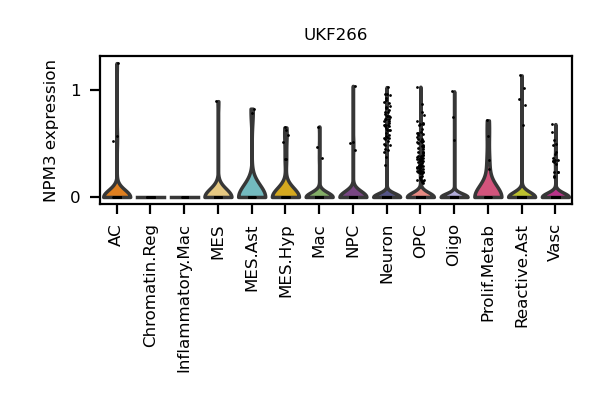 UKF266
NPM3 expression
1
0
AC
Chromatin.Reg
Inflammatory.Mac
MES
MES.Ast
MES.Hyp
Mac
NPC
Neuron
OPC
Oligo
Prolif.Metab
Reactive.Ast
Vasc